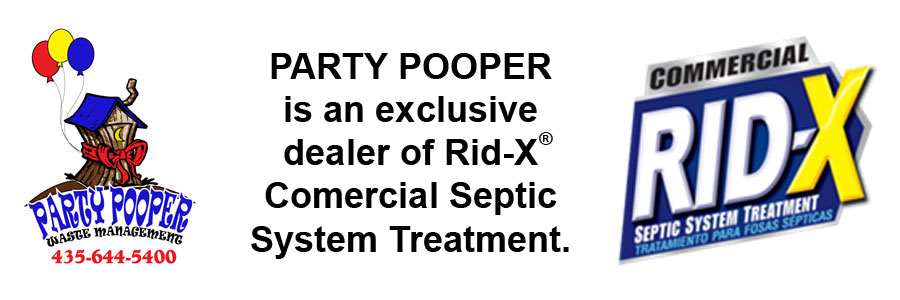 PARTY POOPER
WASTE MANAGEMENT
435-644-5400
PARTY POOPER
is an exclusive
dealer of Rid-X®
Comercial Septic
System Treatment.
COMMERCIAL
RID-X
SEPTIC SYSTEM TREATMENT
TRATAMIENTO PARA FOSAS SÉPTICAS